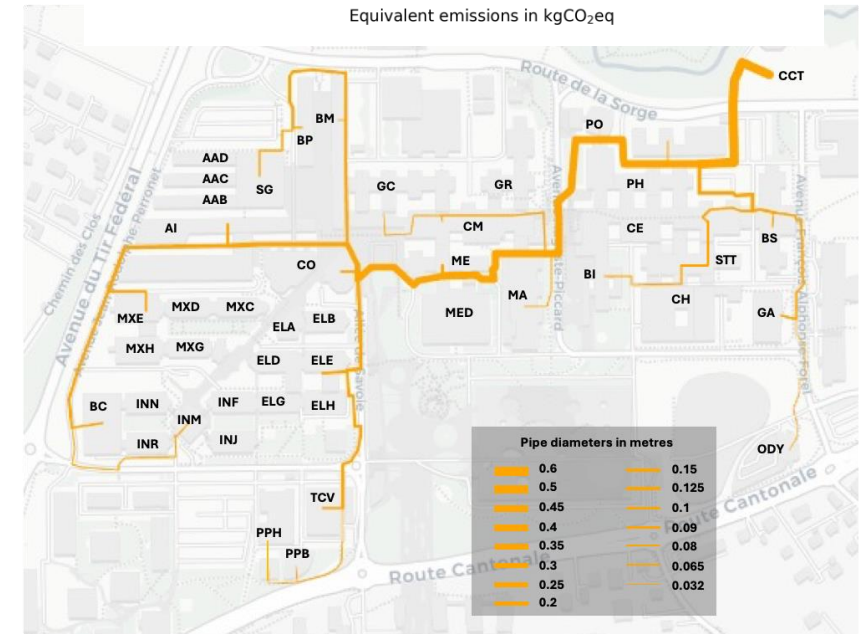 Equivalent emissions in kgCO₂eq
CCT
Route de la Sorge
BM
PO
BP
AAD
AAC
SG
GC
GR
PH
AAB
AI
CM
CE
BS
CO
ME
BI
STT
MXE
MXD
MXC
ELA
ELB
MED
MA
CH
GA
MXH
MXG
ELD
ELE
BC
INN
INF
ELG
ELH
INM
INR
INJ
ODY
TCV
PPH
PPB
Chemin des Clos
Avenue du Tir Fédéral
Allée de Savoie
Route Cantonale
Route Cantonale
Pipe diameters in metres
0.6 0.15
0.5 0.125
0.45 0.1
0.4 0.09
0.35 0.08
0.3 0.065
0.25 0.032
0.2